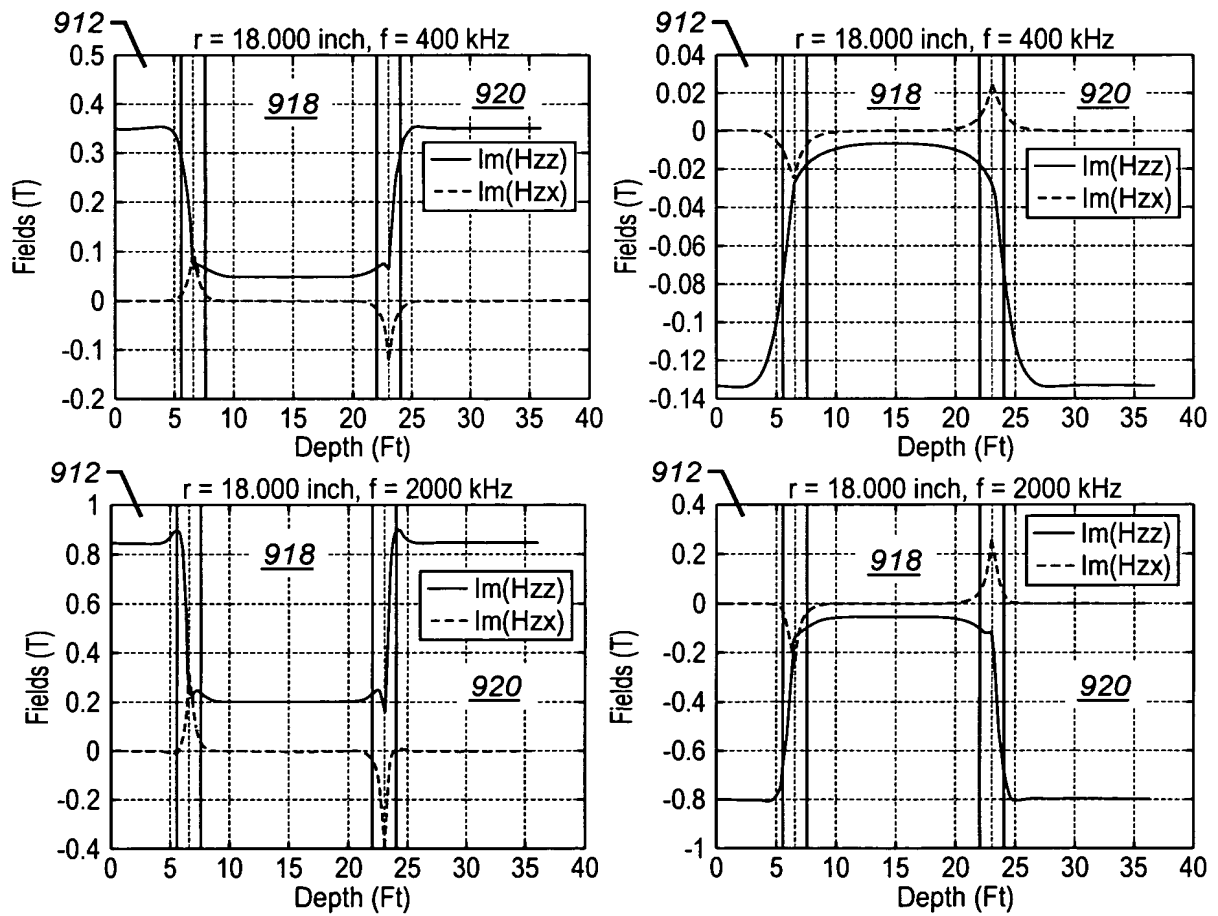 912
r = 18.000 inch, f = 400 kHz
0.5
0.4
0.3
0.2
0.1
0
-0.1
-0.2
Fields (T)
918
920
Im(Hzz)
Im(Hzx)
0 5 10 15 20 25 30 35 40
Depth (Ft)
912
r = 18.000 inch, f = 400 kHz
0.04
0.02
0
-0.02
-0.04
-0.06
-0.08
-0.1
-0.12
-0.14
Fields (T)
918
920
Im(Hzz)
Im(Hzx)
0 5 10 15 20 25 30 35 40
Depth (Ft)
912
r = 18.000 inch, f = 2000 kHz
1
0.8
0.6
0.4
0.2
0
-0.2
-0.4
Fields (T)
918
Im(Hzz)
Im(Hzx)
920
0 5 10 15 20 25 30 35 40
Depth (Ft)
912
r = 18.000 inch, f = 2000 kHz
0.4
0.2
0
-0.2
-0.4
-0.6
-0.8
-1
Fields (T)
918
Im(Hzz)
Im(Hzx)
920
0 5 10 15 20 25 30 35 40
Depth (Ft)